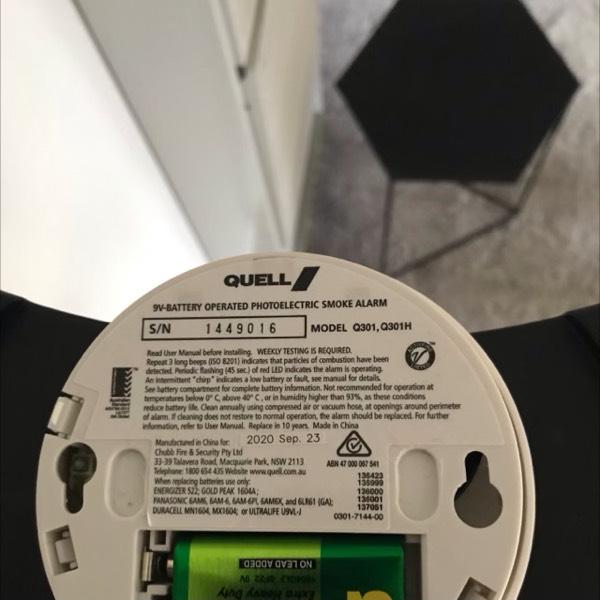 QUELL
9V-BATTERY OPERATED PHOTOELECTRIC SMOKE ALARM
S/N 1449016 MODEL Q301,Q301H
Read User Manual before Installing. WEEKLY TESTING IS REQUIRED.
Repeat 3 long beeps (ISO 8201) indicates that particles of combustion have been
detected. Periodic flashing (45 sec.) of red LED indicates the alarm is operating.
An intermittent "chirp" indicates a low battery or fault, see manual for details.
See battery compartment for complete battery information. Not recommended for operation at
temperatures below 0° C, above 40° C , or in humidity higher than 93%, as these conditions
reduce battery life. Clean annually using compressed air or vacuum hose, at openings around perimeter
of alarm. If cleaning does not restore to normal operation, the alarm should be replaced. For further
information, refer to User Manual. Replace in 10 years. Made in China
Manufactured in China for: 2020 Sep. 23
Chubb Fire & Security Pty Ltd
33-39 Talavera Road, Macquarie Park, NSW 2113
Telephone: 1800 654 435 Website www.quell.com.au
ABN 47 000 067 541
When replacing batteries use only:
ENERGIZER 522; GOLD PEAK 1604A;
PANASONIC 6AM6, 6AM-6, 6AM-6PI, 6AM6X, and 6LR61 (GA);
DURACELL MN1604, MX1604; or ULTRALIFE U9VL-J
136423
135999
136000
136001
137051
0301-7144-00
NO LEAD ADDED
9V
Extra Heavy Duty